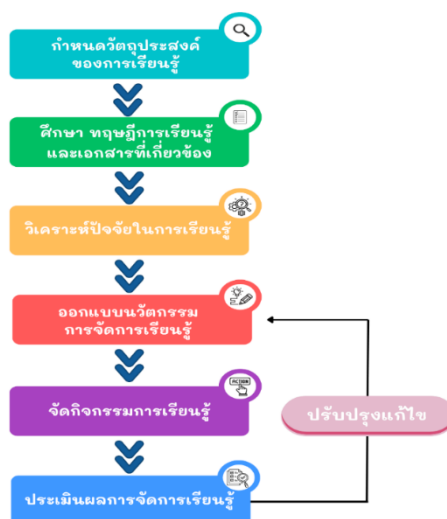 กำหนดวัตถุประสงค์
ของการเรียนรู้
ศึกษา ทฤษฎีการเรียนรู้
และเอกสารที่เกี่ยวข้อง
วิเคราะห์ปัจจัยในการเรียนรู้
ออกแบบนวัตกรรม
การจัดการเรียนรู้
ACTION
จัดกิจกรรมการเรียนรู้
ปรับปรุงแก้ไข
ประเมินผลการจัดการเรียนรู้